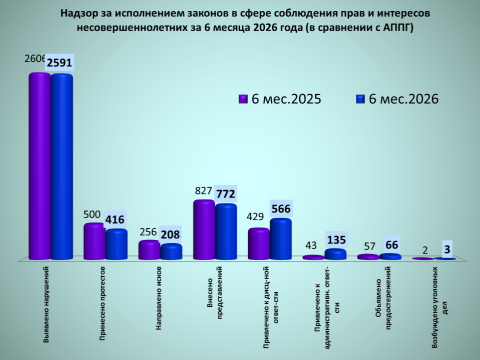 Надзор за исполнением законов в сфере соблюдения прав и интересов
несовершеннолетних за 6 месяца 2026 года (в сравнении с АППГ)
6 мес.2025
6 мес.2026
2606
2591
500
416
256
208
827
772
429
566
43
135
57
66
2
3
Выявлено нарушений
Принесено протестов
Направлено исков
Внесено
представлений
Привлечено к дисц-ной
ответ-сти
Привлечено к
административн. ответ-
сти
Объявлено
предостережений
Возбуждено уголовных
дел